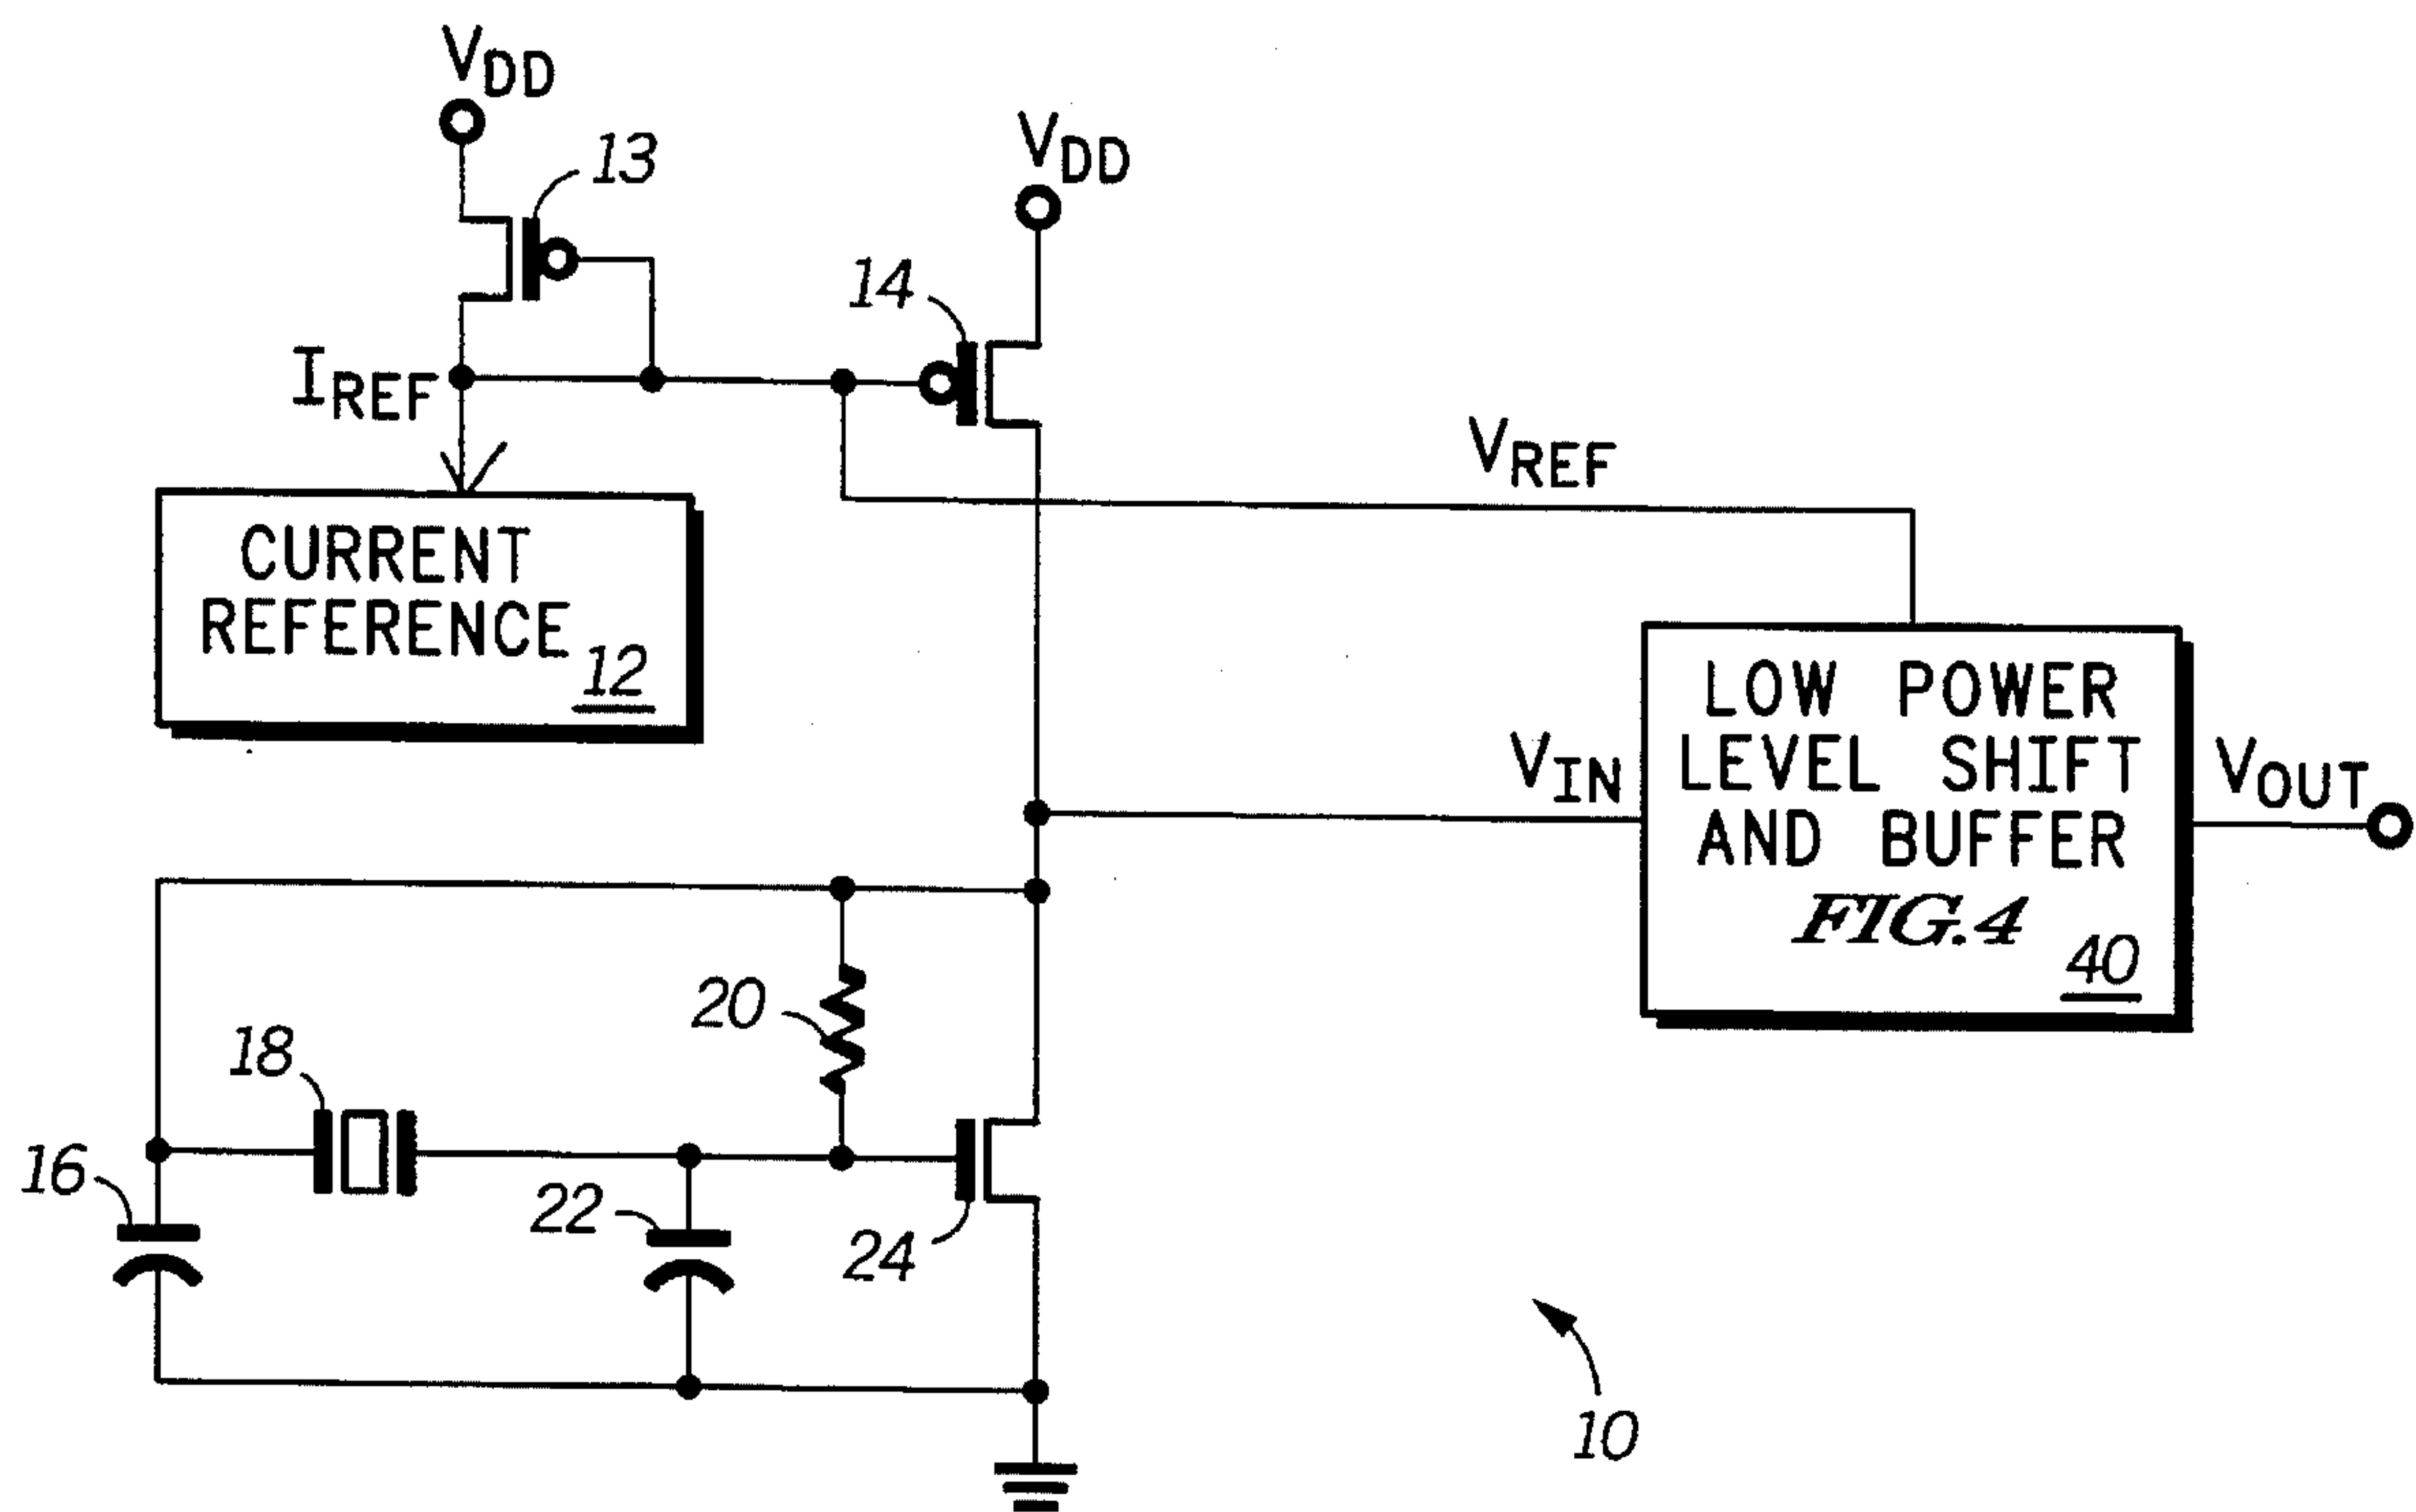 VDD
13
VDD
14
IREF
VREF
CURRENT
REFERENCE
12
LOW POWER
LEVEL SHIFT
AND BUFFER
FIG.4
40
VIN
VOUT
20
18
16
22
24
10